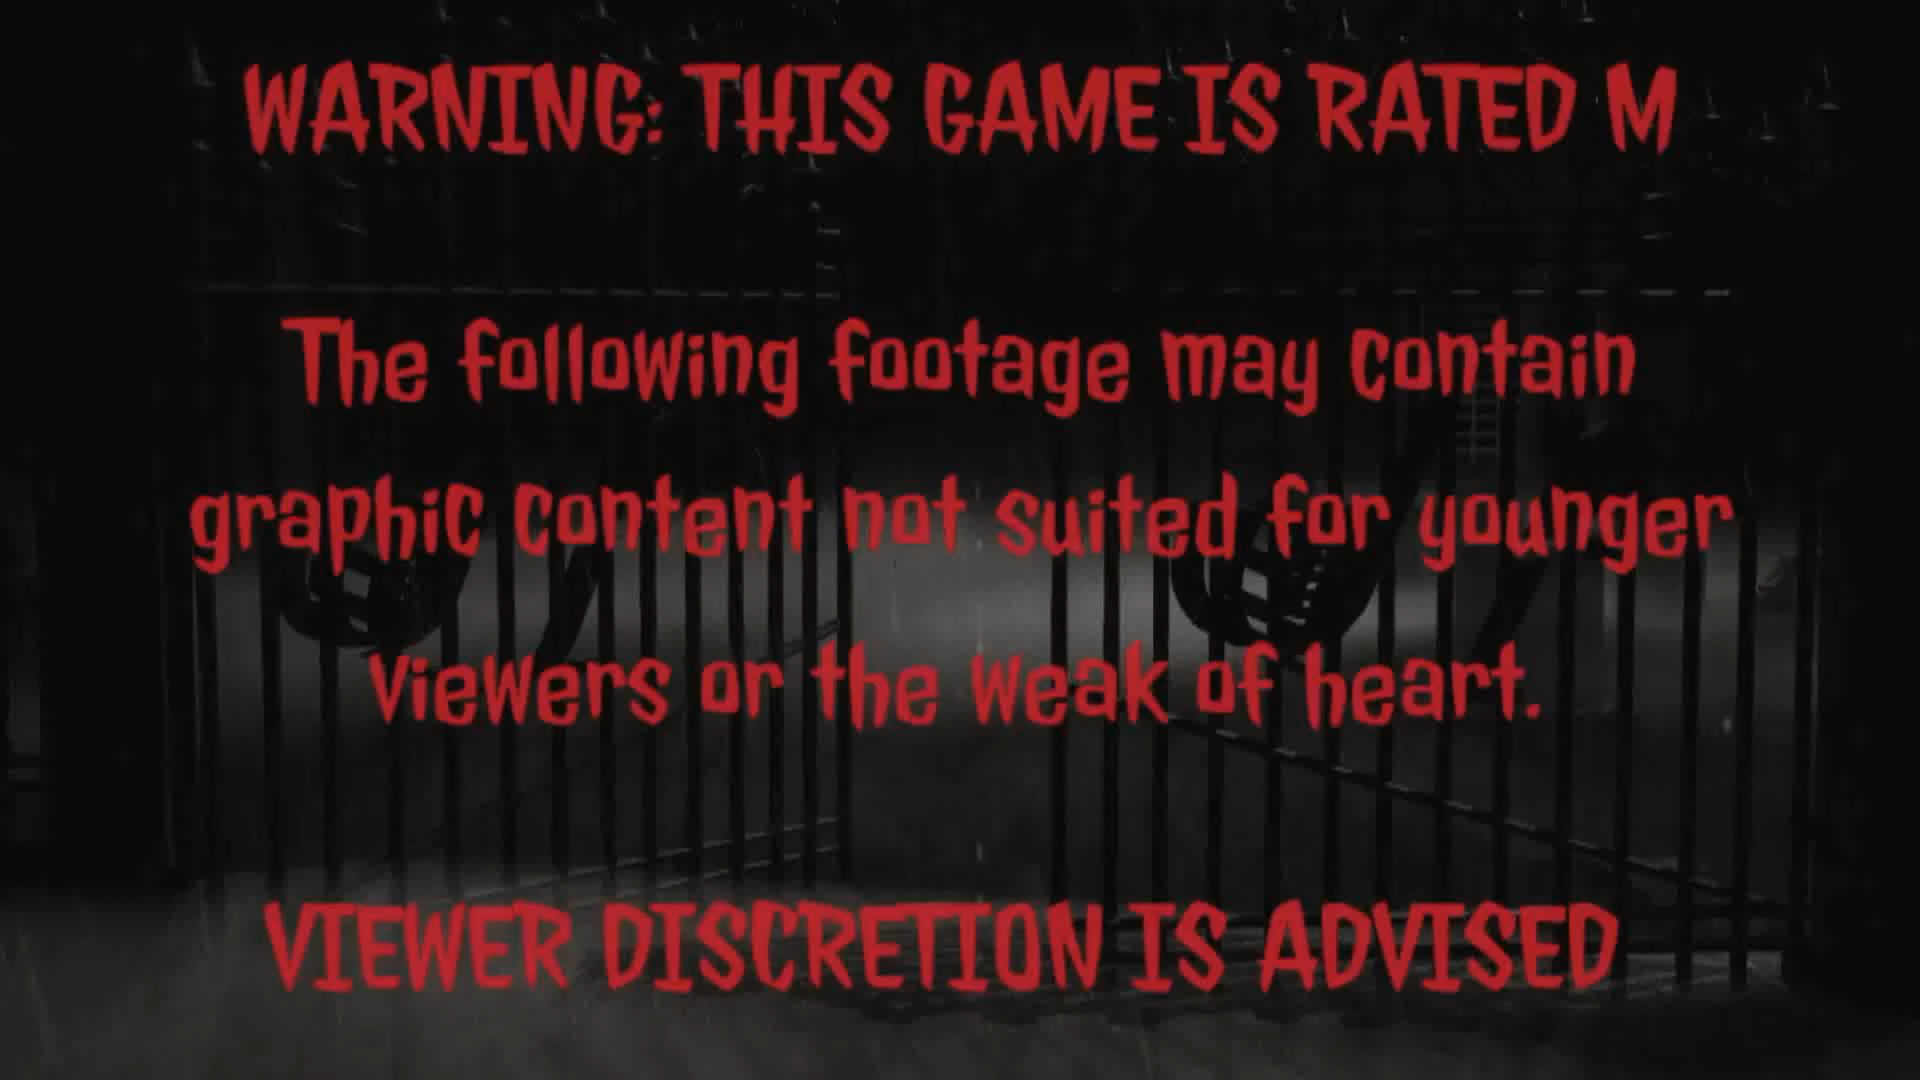 WARNING: THIS GAME IS RATED M
The following footage may contain
graphic content not suited for younger
viewers or the weak of heart.
VIEWER DISCRETION IS ADVISED